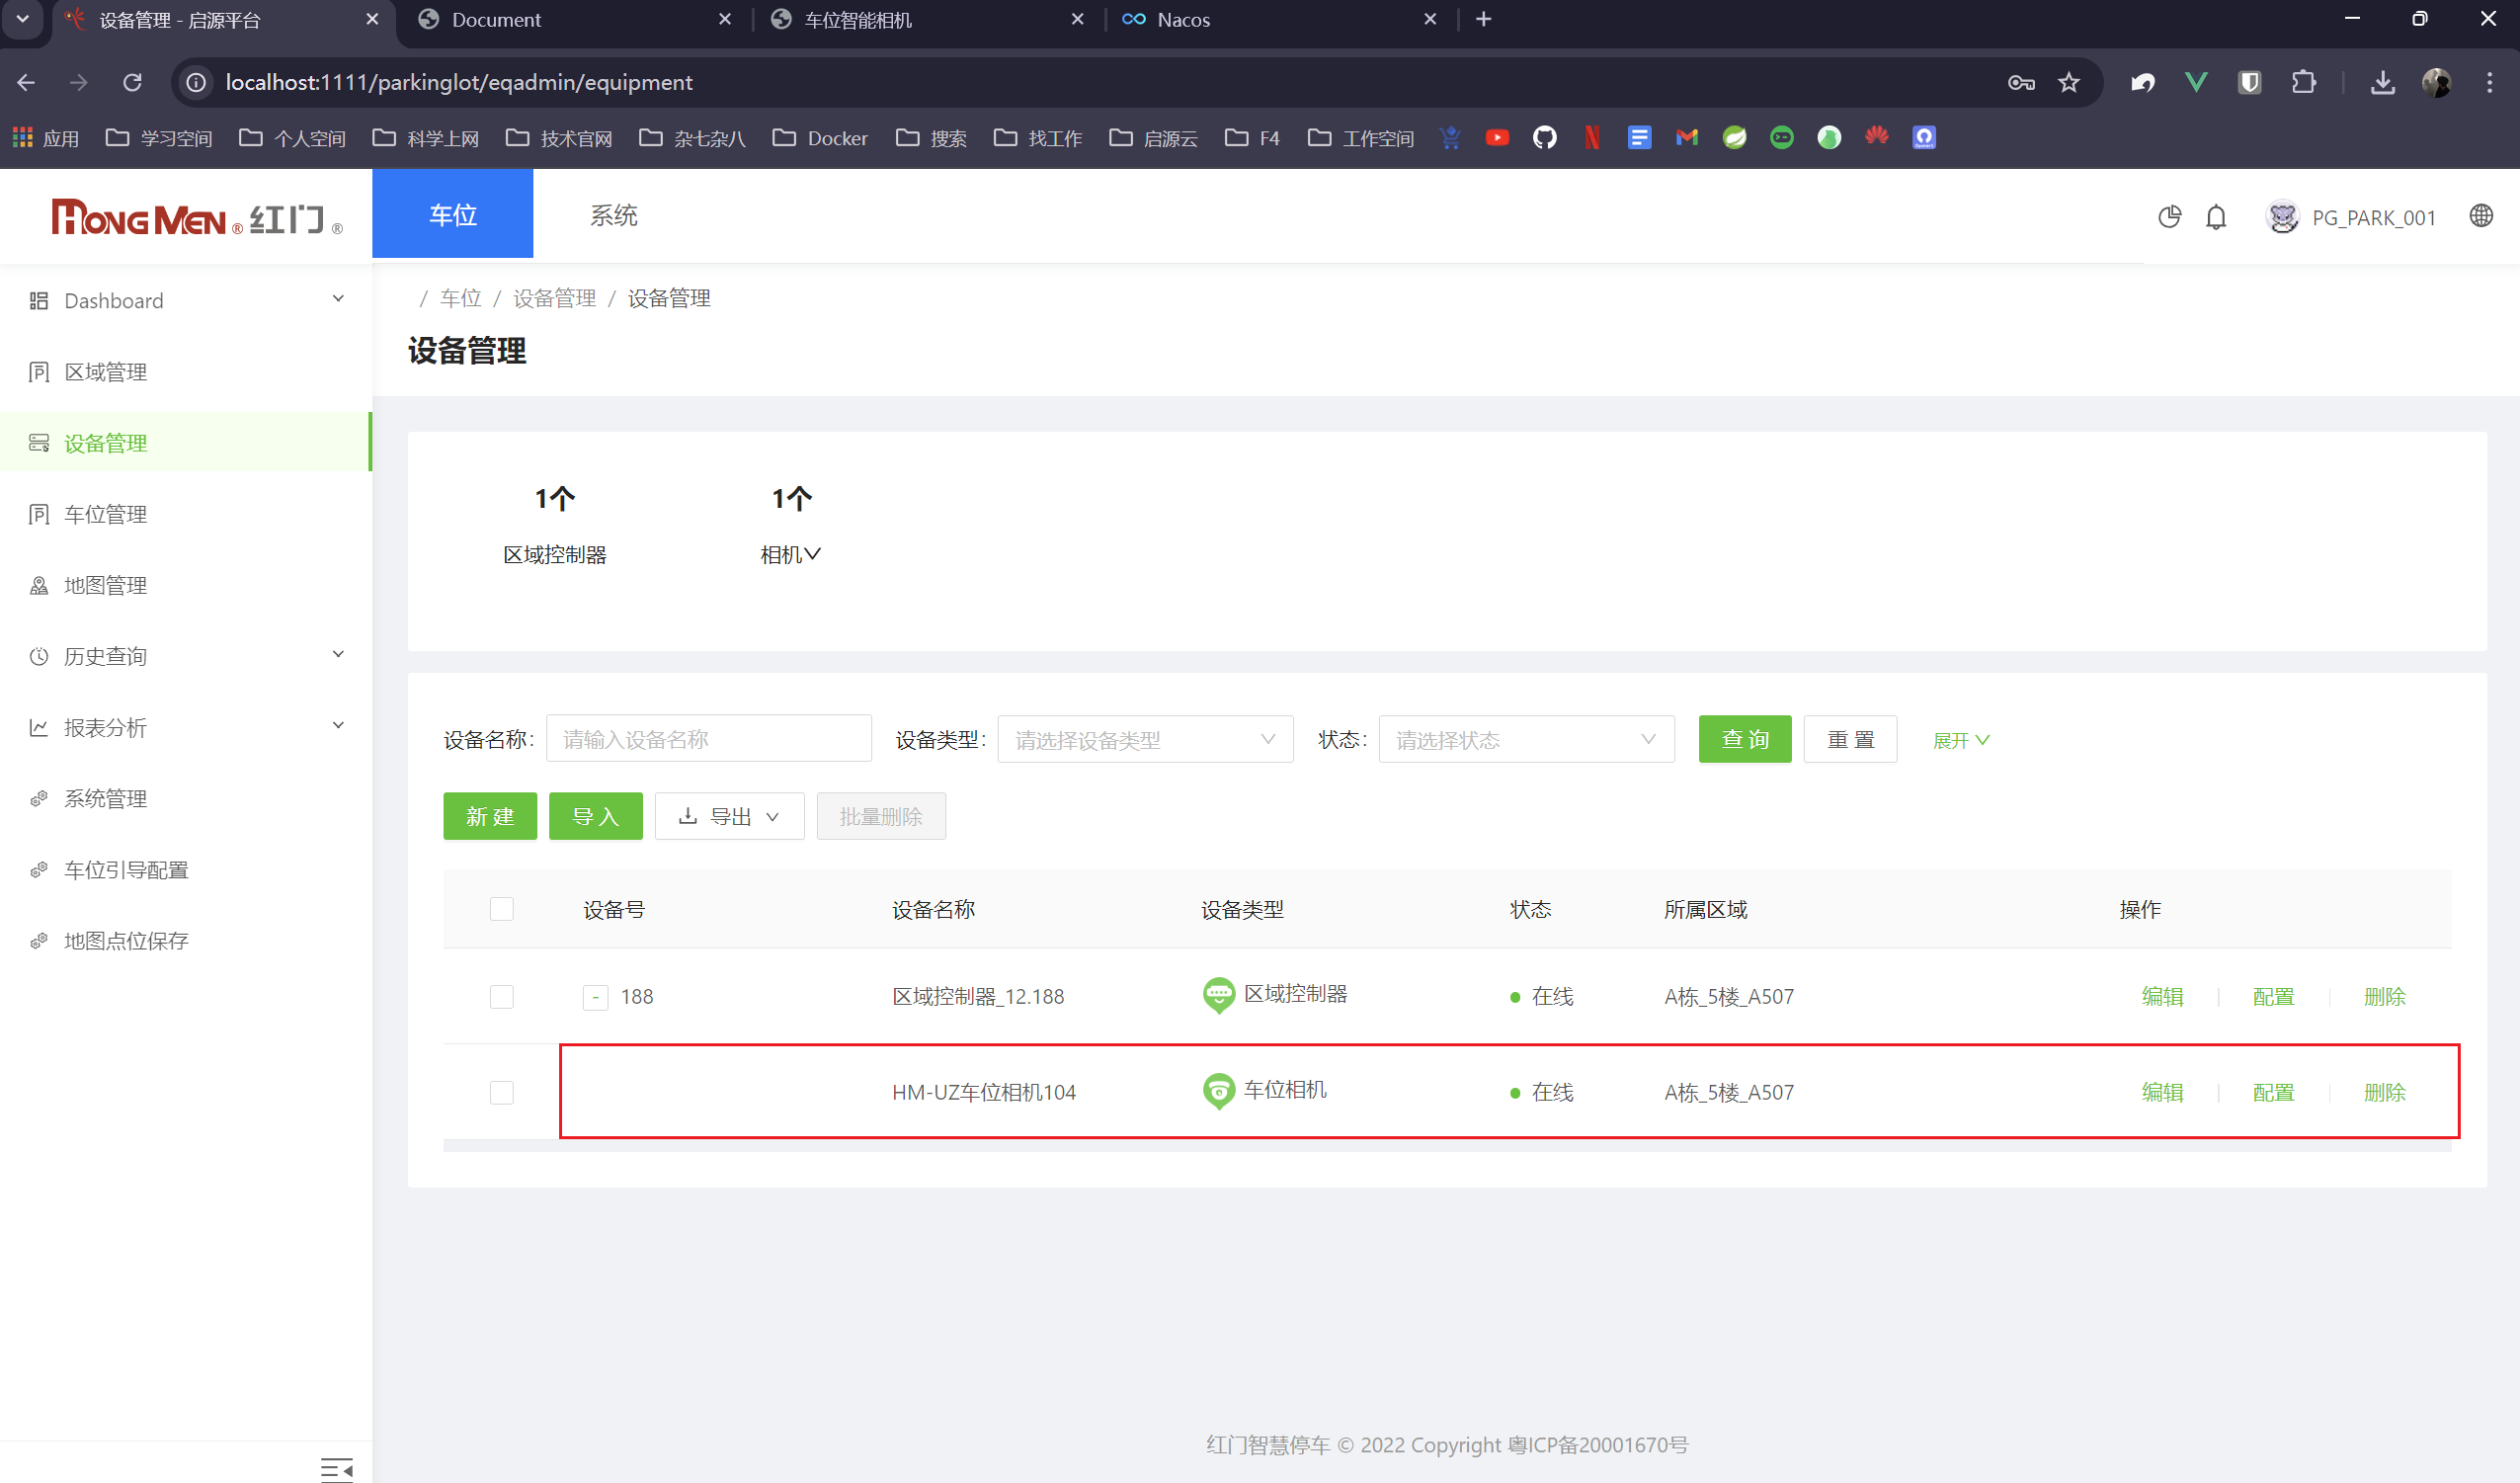 设备管理 - 启源平台
Document
车位智能相机
Nacos
localhost:1111/parkinglot/eqadmin/equipment
应用 学习空间 个人空间 科学上网 技术官网 杂七杂八 Docker 搜索 找工作 启源云 F4 工作空间
HONG MEN ® 红门 ®
车位 系统
PG_PARK_001
Dashboard
区域管理
设备管理
车位管理
地图管理
历史查询
报表分析
系统管理
车位引导配置
地图点位保存
/ 车位 / 设备管理 / 设备管理
设备管理
1个 1个
区域控制器 相机
设备名称: 请输入设备名称 设备类型: 请选择设备类型 状态: 请选择状态 查 询 重 置 展开
新 建 导 入 导出 批量删除
设备号 设备名称 设备类型 状态 所属区域 操作
- 188 区域控制器_12.188 区域控制器 在线 A栋_5楼_A507 编辑 配置 删除
HM-UZ车位相机104 车位相机 在线 A栋_5楼_A507 编辑 配置 删除
红门智慧停车 © 2022 Copyright 粤ICP备20001670号